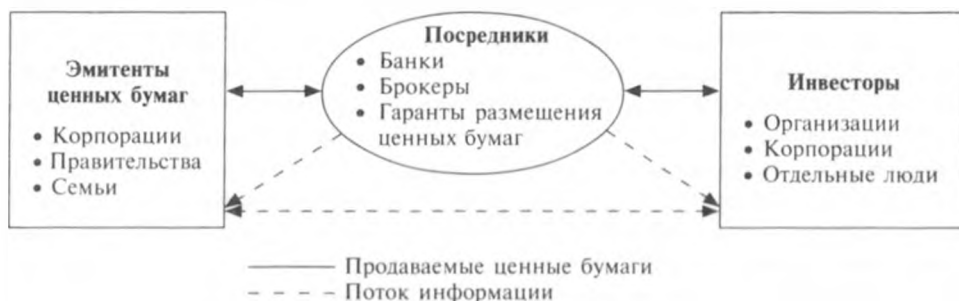 Эмитенты
ценных бумаг
• Корпорации
• Правительства
• Семьи
Посредники
• Банки
• Брокеры
• Гаранты размещения
ценных бумаг
Инвесторы
• Организации
• Корпорации
• Отдельные люди
Продаваемые ценные бумаги
Поток информации